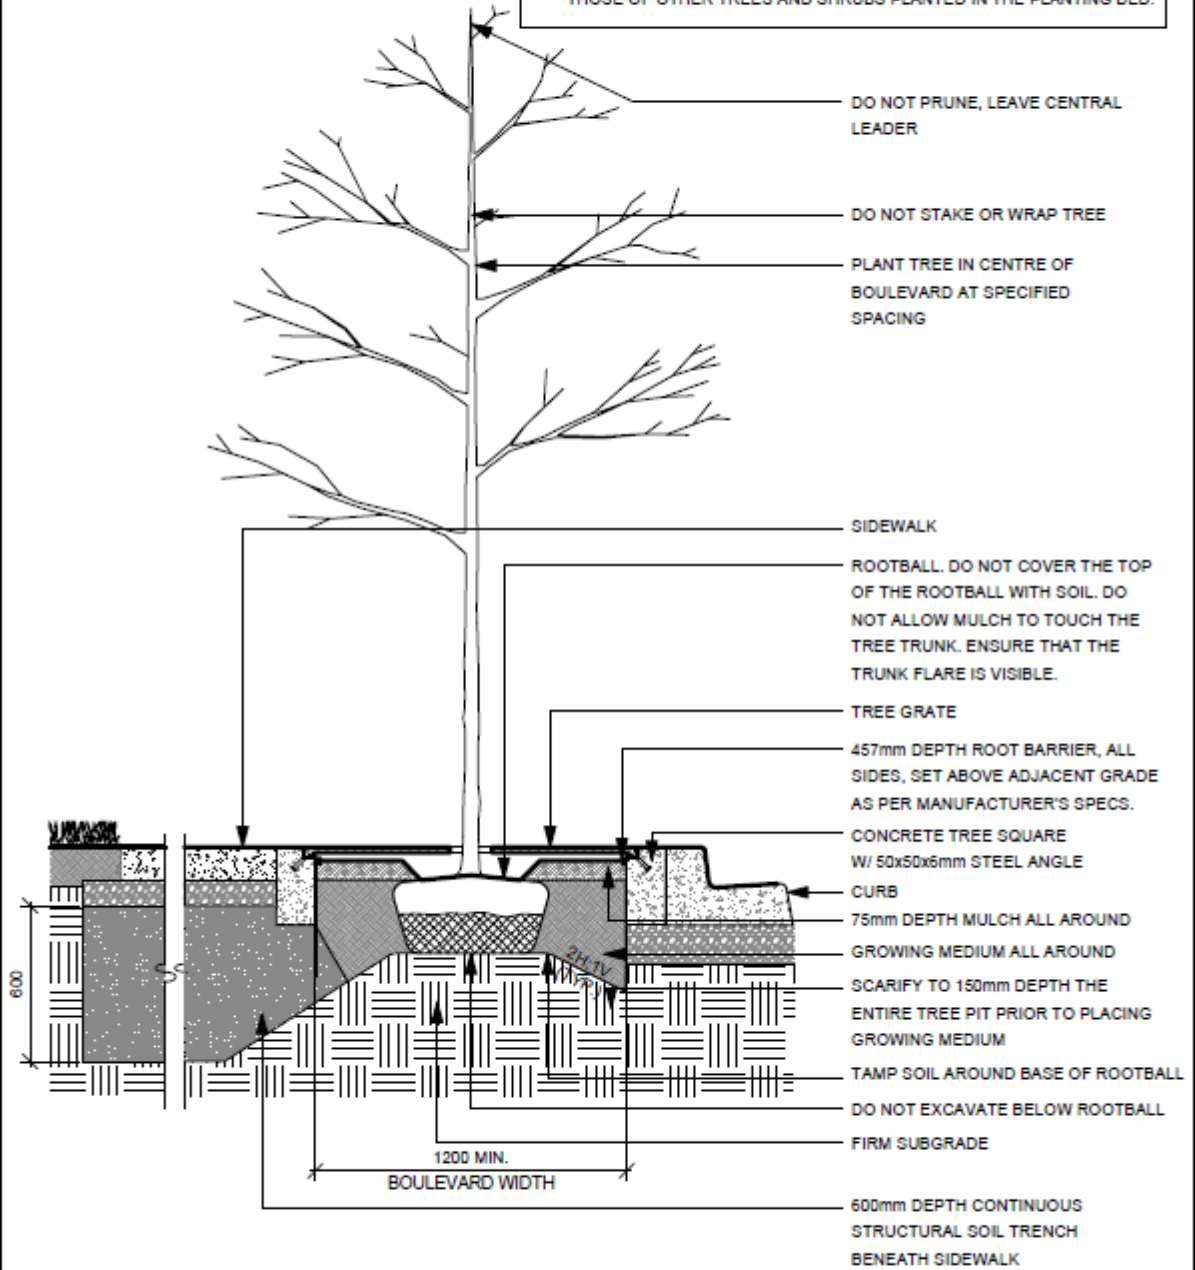 THOSE OF OTHER TREES AND SHRUBS PLANTED IN THE PLANTING BED.
DO NOT PRUNE, LEAVE CENTRAL
LEADER
DO NOT STAKE OR WRAP TREE
PLANT TREE IN CENTRE OF
BOULEVARD AT SPECIFIED
SPACING
SIDEWALK
ROOTBALL. DO NOT COVER THE TOP
OF THE ROOTBALL WITH SOIL. DO
NOT ALLOW MULCH TO TOUCH THE
TREE TRUNK. ENSURE THAT THE
TRUNK FLARE IS VISIBLE.
TREE GRATE
457mm DEPTH ROOT BARRIER, ALL
SIDES, SET ABOVE ADJACENT GRADE
AS PER MANUFACTURER'S SPECS.
CONCRETE TREE SQUARE
W/ 50x50x6mm STEEL ANGLE
CURB
75mm DEPTH MULCH ALL AROUND
GROWING MEDIUM ALL AROUND
2H:1V
(TYP.)
SCARIFY TO 150mm DEPTH THE
ENTIRE TREE PIT PRIOR TO PLACING
GROWING MEDIUM
600
TAMP SOIL AROUND BASE OF ROOTBALL
DO NOT EXCAVATE BELOW ROOTBALL
FIRM SUBGRADE
1200 MIN.
BOULEVARD WIDTH
600mm DEPTH CONTINUOUS
STRUCTURAL SOIL TRENCH
BENEATH SIDEWALK